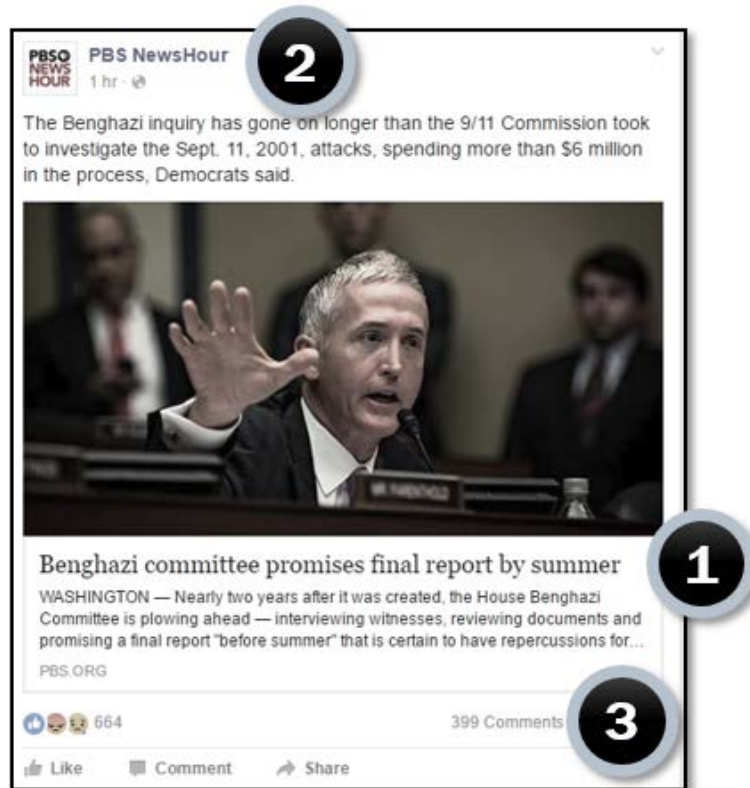 PBSO
NEWS
HOUR
PBS NewsHour
1 hr ·
2
The Benghazi inquiry has gone on longer than the 9/11 Commission took
to investigate the Sept. 11, 2001, attacks, spending more than $6 million
in the process, Democrats said.
Benghazi committee promises final report by summer
1
WASHINGTON — Nearly two years after it was created, the House Benghazi
Committee is plowing ahead — interviewing witnesses, reviewing documents and
promising a final report "before summer" that is certain to have repercussions for...
PBS.ORG
664
399 Comments
3
Like
Comment
Share